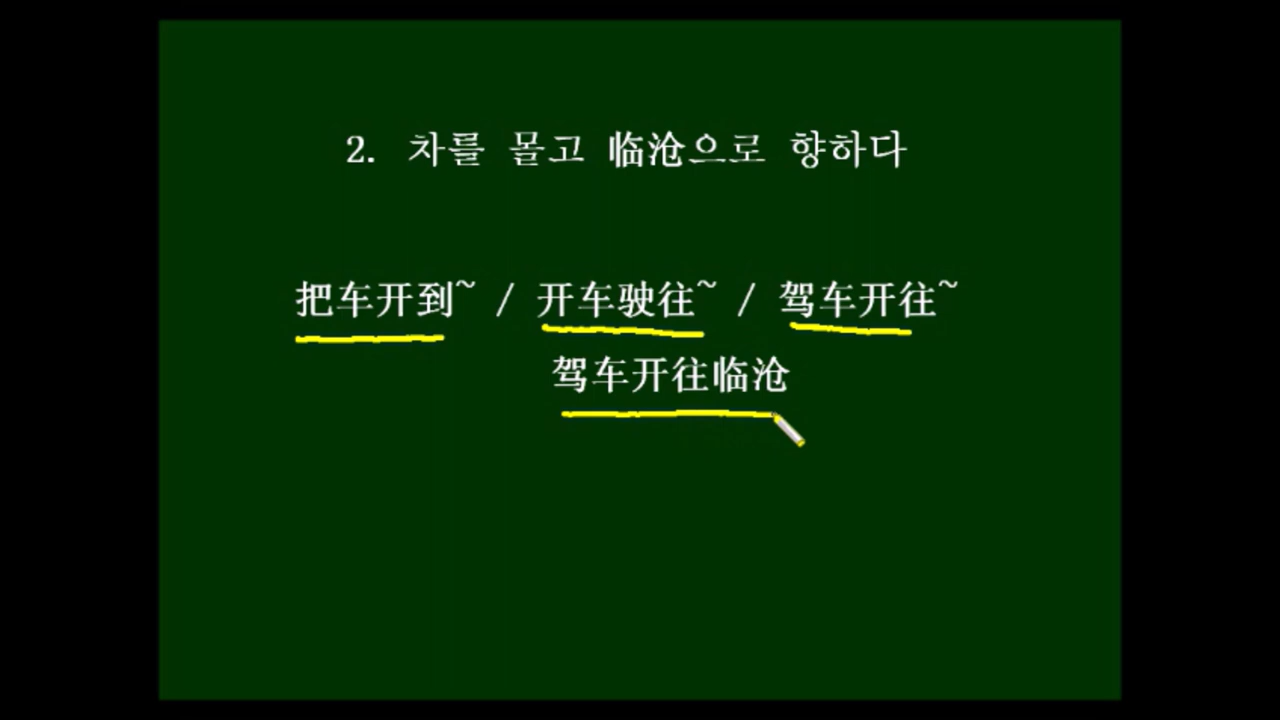 2. 차를 몰고 临沧으로 향하다
把车开到~ / 开车驶往~ / 驾车开往~
驾车开往临沧